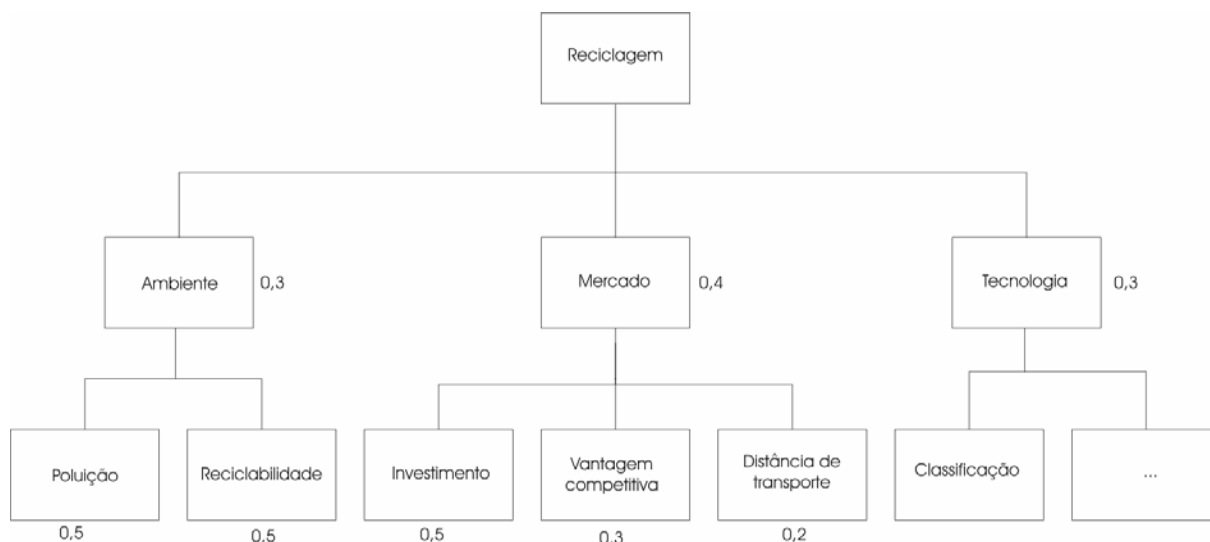 Reciclagem
Ambiente
0,3
Mercado
0,4
Tecnologia
0,3
Poluição
Reciclabilidade
Investimento
Vantagem
competitiva
Distância de
transporte
Classificação
...
0,5
0,5
0,5
0,3
0,2